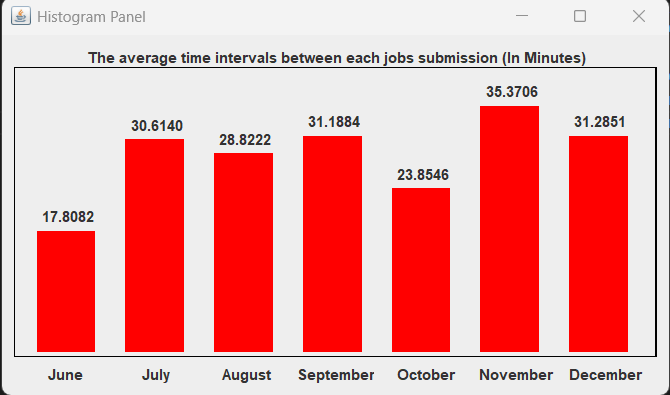 Histogram Panel
The average time intervals between each jobs submission (In Minutes)
17.8082
30.6140
28.8222
31.1884
23.8546
35.3706
31.2851
June July August September October November December